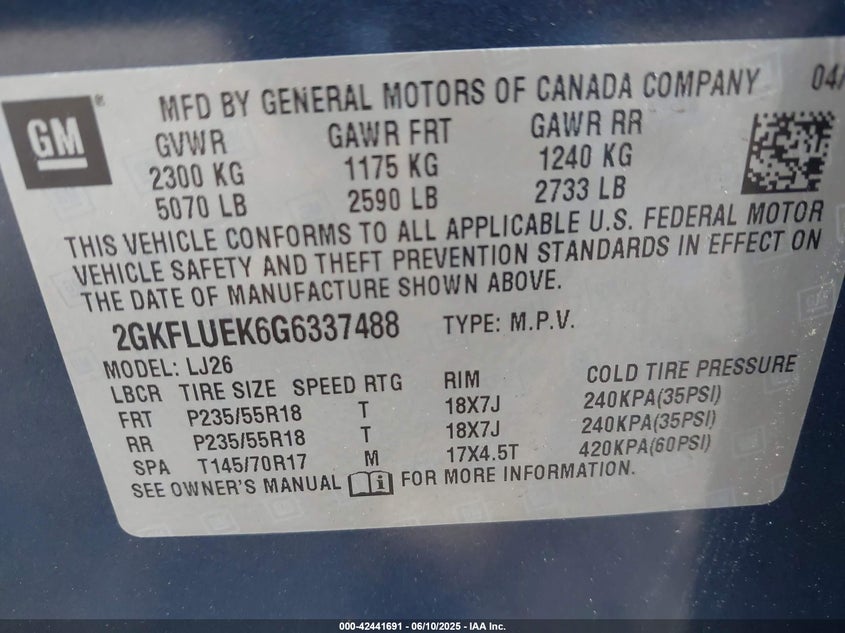 GM ®
MFD BY GENERAL MOTORS OF CANADA COMPANY 04/
GVWR GAWR FRT GAWR RR
2300 KG 1175 KG 1240 KG
5070 LB 2590 LB 2733 LB
THIS VEHICLE CONFORMS TO ALL APPLICABLE U.S. FEDERAL MOTOR
VEHICLE SAFETY AND THEFT PREVENTION STANDARDS IN EFFECT ON
THE DATE OF MANUFACTURE SHOWN ABOVE.
2GKFLUEK6G6337488 TYPE: M.P.V.
MODEL: LJ26
LBCR TIRE SIZE SPEED RTG RIM COLD TIRE PRESSURE
FRT P235/55R18 T 18X7J 240KPA(35PSI)
RR P235/55R18 T 18X7J 240KPA(35PSI)
SPA T145/70R17 M 17X4.5T 420KPA(60PSI)
SEE OWNER'S MANUAL FOR MORE INFORMATION.
000-42441691 - 06/10/2025 - IAA Inc.